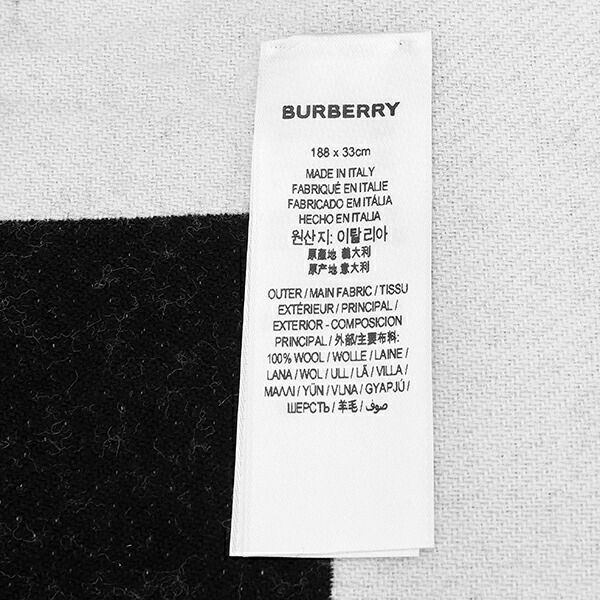 BURBERRY
188 x 33cm
MADE IN ITALY
FABRIQUÉ EN ITALIE
FABRICADO EM ITÁLIA
HECHO EN ITALIA
원산지: 이탈리아
原產地 義大利
原产地 意大利
OUTER / MAIN FABRIC / TISSU
EXTÉRIEUR / PRINCIPAL /
EXTERIOR - COMPOSICION
PRINCIPAL / 外部/主要布料:
100% WOOL / WOLLE / LAINE /
LANA / WOL / ULL / LÃ / VILLA /
ΜΑΛΛΙ / YÜN / VLNA / GYAPJÚ /
ШЕРСТЬ / 羊毛 / صوف